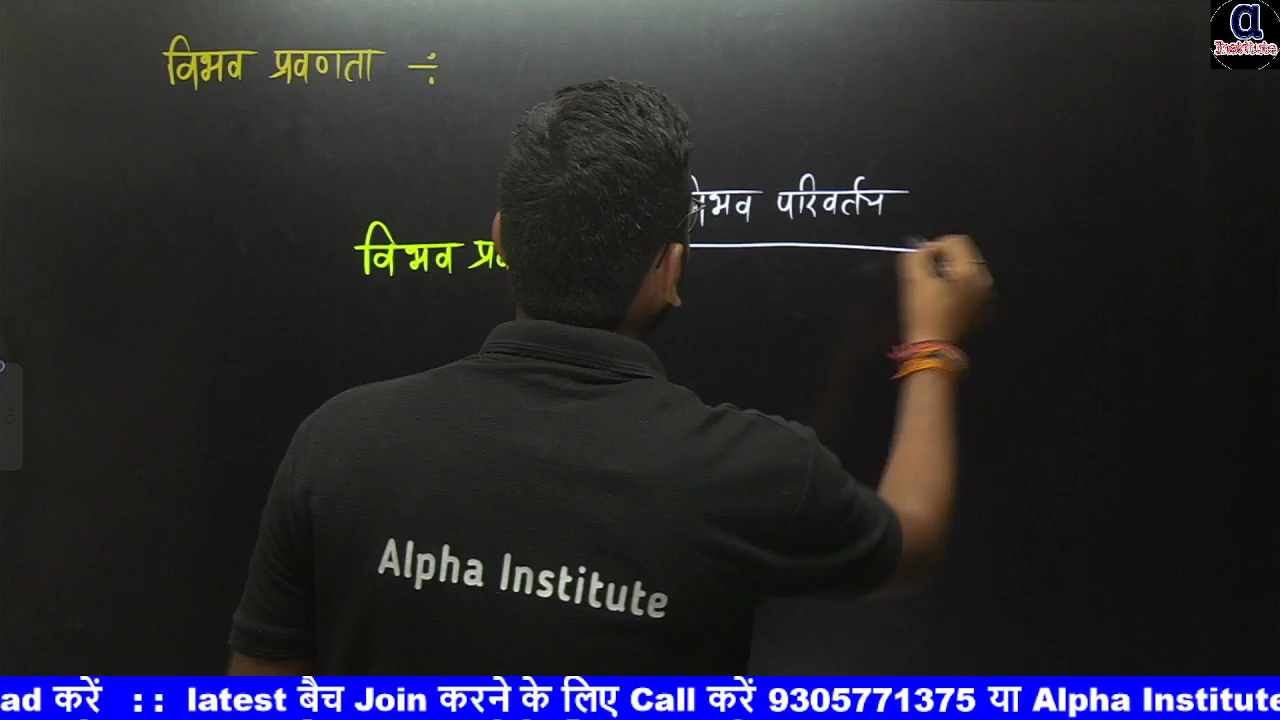 विभव प्रवणता ÷
α
Institute
विभव परिवर्तन
विभव
Alpha Institute
ad करें :: latest बैच Join करने के लिए Call करें 9305771375 या Alpha Institute